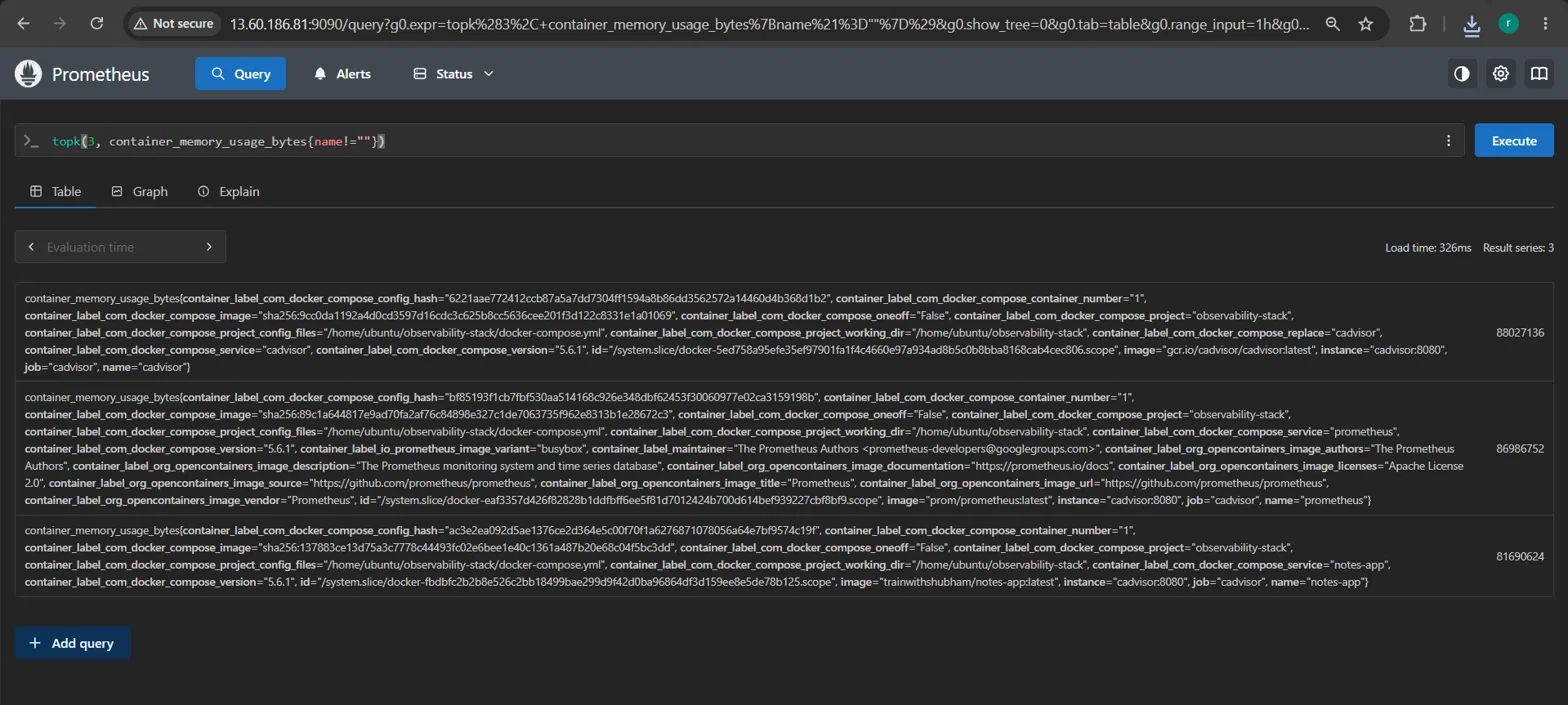 Not secure
13.60.186.81:9090/query?g0.expr=topk%283%2C+container_memory_usage_bytes%7Bname%21%3D""%7D%29&g0.show_tree=0&g0.tab=table&g0.range_input=1h&g0...
r
Prometheus
Query
Alerts
Status
>_ topk(3, container_memory_usage_bytes{name!=""})
Execute
Table
Graph
Explain
Evaluation time
Load time: 326ms Result series: 3
container_memory_usage_bytes{container_label_com_docker_compose_config_hash="6221aae772412ccb87a5a7dd7304ff1594a8b86dd3562572a14460d4b368d1b2", container_label_com_docker_compose_container_number="1",
container_label_com_docker_compose_image="sha256:9cc0da1192a4d0cd3597d16cdc3c625b8cc5636cee201f3d122c8331e1a01069", container_label_com_docker_compose_oneoff="False", container_label_com_docker_compose_project="observability-stack",
container_label_com_docker_compose_project_config_files="/home/ubuntu/observability-stack/docker-compose.yml", container_label_com_docker_compose_project_working_dir="/home/ubuntu/observability-stack", container_label_com_docker_compose_replace="cadvisor",
container_label_com_docker_compose_service="cadvisor", container_label_com_docker_compose_version="5.6.1", id="/system.slice/docker-5ed758a95efe35ef97901fa1f4c4660e97a934ad8b5c0b8bba8168cab4cec806.scope", image="gcr.io/cadvisor/cadvisor:latest", instance="cadvisor:8080",
job="cadvisor", name="cadvisor"}
88027136
container_memory_usage_bytes{container_label_com_docker_compose_config_hash="bf85193f1cb7fbf530aa514168c926e348dbf62453f30060977e02ca3159198b", container_label_com_docker_compose_container_number="1",
container_label_com_docker_compose_image="sha256:89c1a644817e9ad70fa2af76c84898e327c1de7063735f962e8313b1e28672c3", container_label_com_docker_compose_oneoff="False", container_label_com_docker_compose_project="observability-stack",
container_label_com_docker_compose_project_config_files="/home/ubuntu/observability-stack/docker-compose.yml", container_label_com_docker_compose_project_working_dir="/home/ubuntu/observability-stack", container_label_com_docker_compose_service="prometheus",
container_label_com_docker_compose_version="5.6.1", container_label_io_prometheus_image_variant="busybox", container_label_maintainer="The Prometheus Authors <prometheus-developers@googlegroups.com>", container_label_org_opencontainers_image_authors="The Prometheus
Authors", container_label_org_opencontainers_image_description="The Prometheus monitoring system and time series database", container_label_org_opencontainers_image_documentation="https://prometheus.io/docs", container_label_org_opencontainers_image_licenses="Apache License
2.0", container_label_org_opencontainers_image_source="https://github.com/prometheus/prometheus", container_label_org_opencontainers_image_title="Prometheus", container_label_org_opencontainers_image_url="https://github.com/prometheus/prometheus",
container_label_org_opencontainers_image_vendor="Prometheus", id="/system.slice/docker-eaf3357d426f82828b1ddfbff6ee5f81d7012424b700d614bef939227cbf8bf9.scope", image="prom/prometheus:latest", instance="cadvisor:8080", job="cadvisor", name="prometheus"}
86986752
container_memory_usage_bytes{container_label_com_docker_compose_config_hash="ac3e2ea092d5ae1376ce2d364e5c00f70f1a6276871078056a64e7bf9574c19f", container_label_com_docker_compose_container_number="1",
container_label_com_docker_compose_image="sha256:137883ce13d75a3c7778c44493fc02e6bee1e40c1361a487b20e68c04f5bc3dd", container_label_com_docker_compose_oneoff="False", container_label_com_docker_compose_project="observability-stack",
container_label_com_docker_compose_project_config_files="/home/ubuntu/observability-stack/docker-compose.yml", container_label_com_docker_compose_project_working_dir="/home/ubuntu/observability-stack", container_label_com_docker_compose_service="notes-app",
container_label_com_docker_compose_version="5.6.1", id="/system.slice/docker-fbdbfc2b2b8e526c2bb18499bae299d9f42d0ba96864df3d159ee8e5de78b125.scope", image="trainwithshubham/notes-app:latest", instance="cadvisor:8080", job="cadvisor", name="notes-app"}
81690624
+ Add query